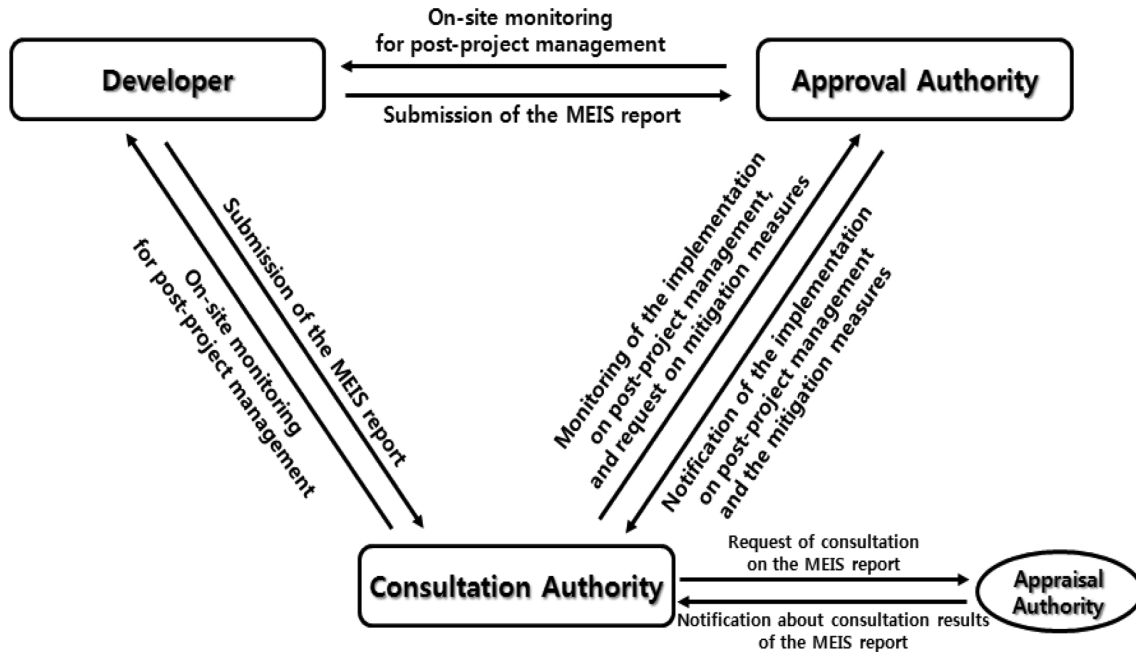 On-site monitoring
for post-project management
Developer
Approval Authority
Submission of the MEIS report
Submission of the MEIS report
On-site monitoring
for post-project management
Monitoring of the implementation
on post-project management,
and request on mitigation measures
Notification of the implementation
on post-project management
and the mitigation measures
Consultation Authority
Request of consultation
on the MEIS report
Appraisal
Authority
Notification about consultation results
of the MEIS report